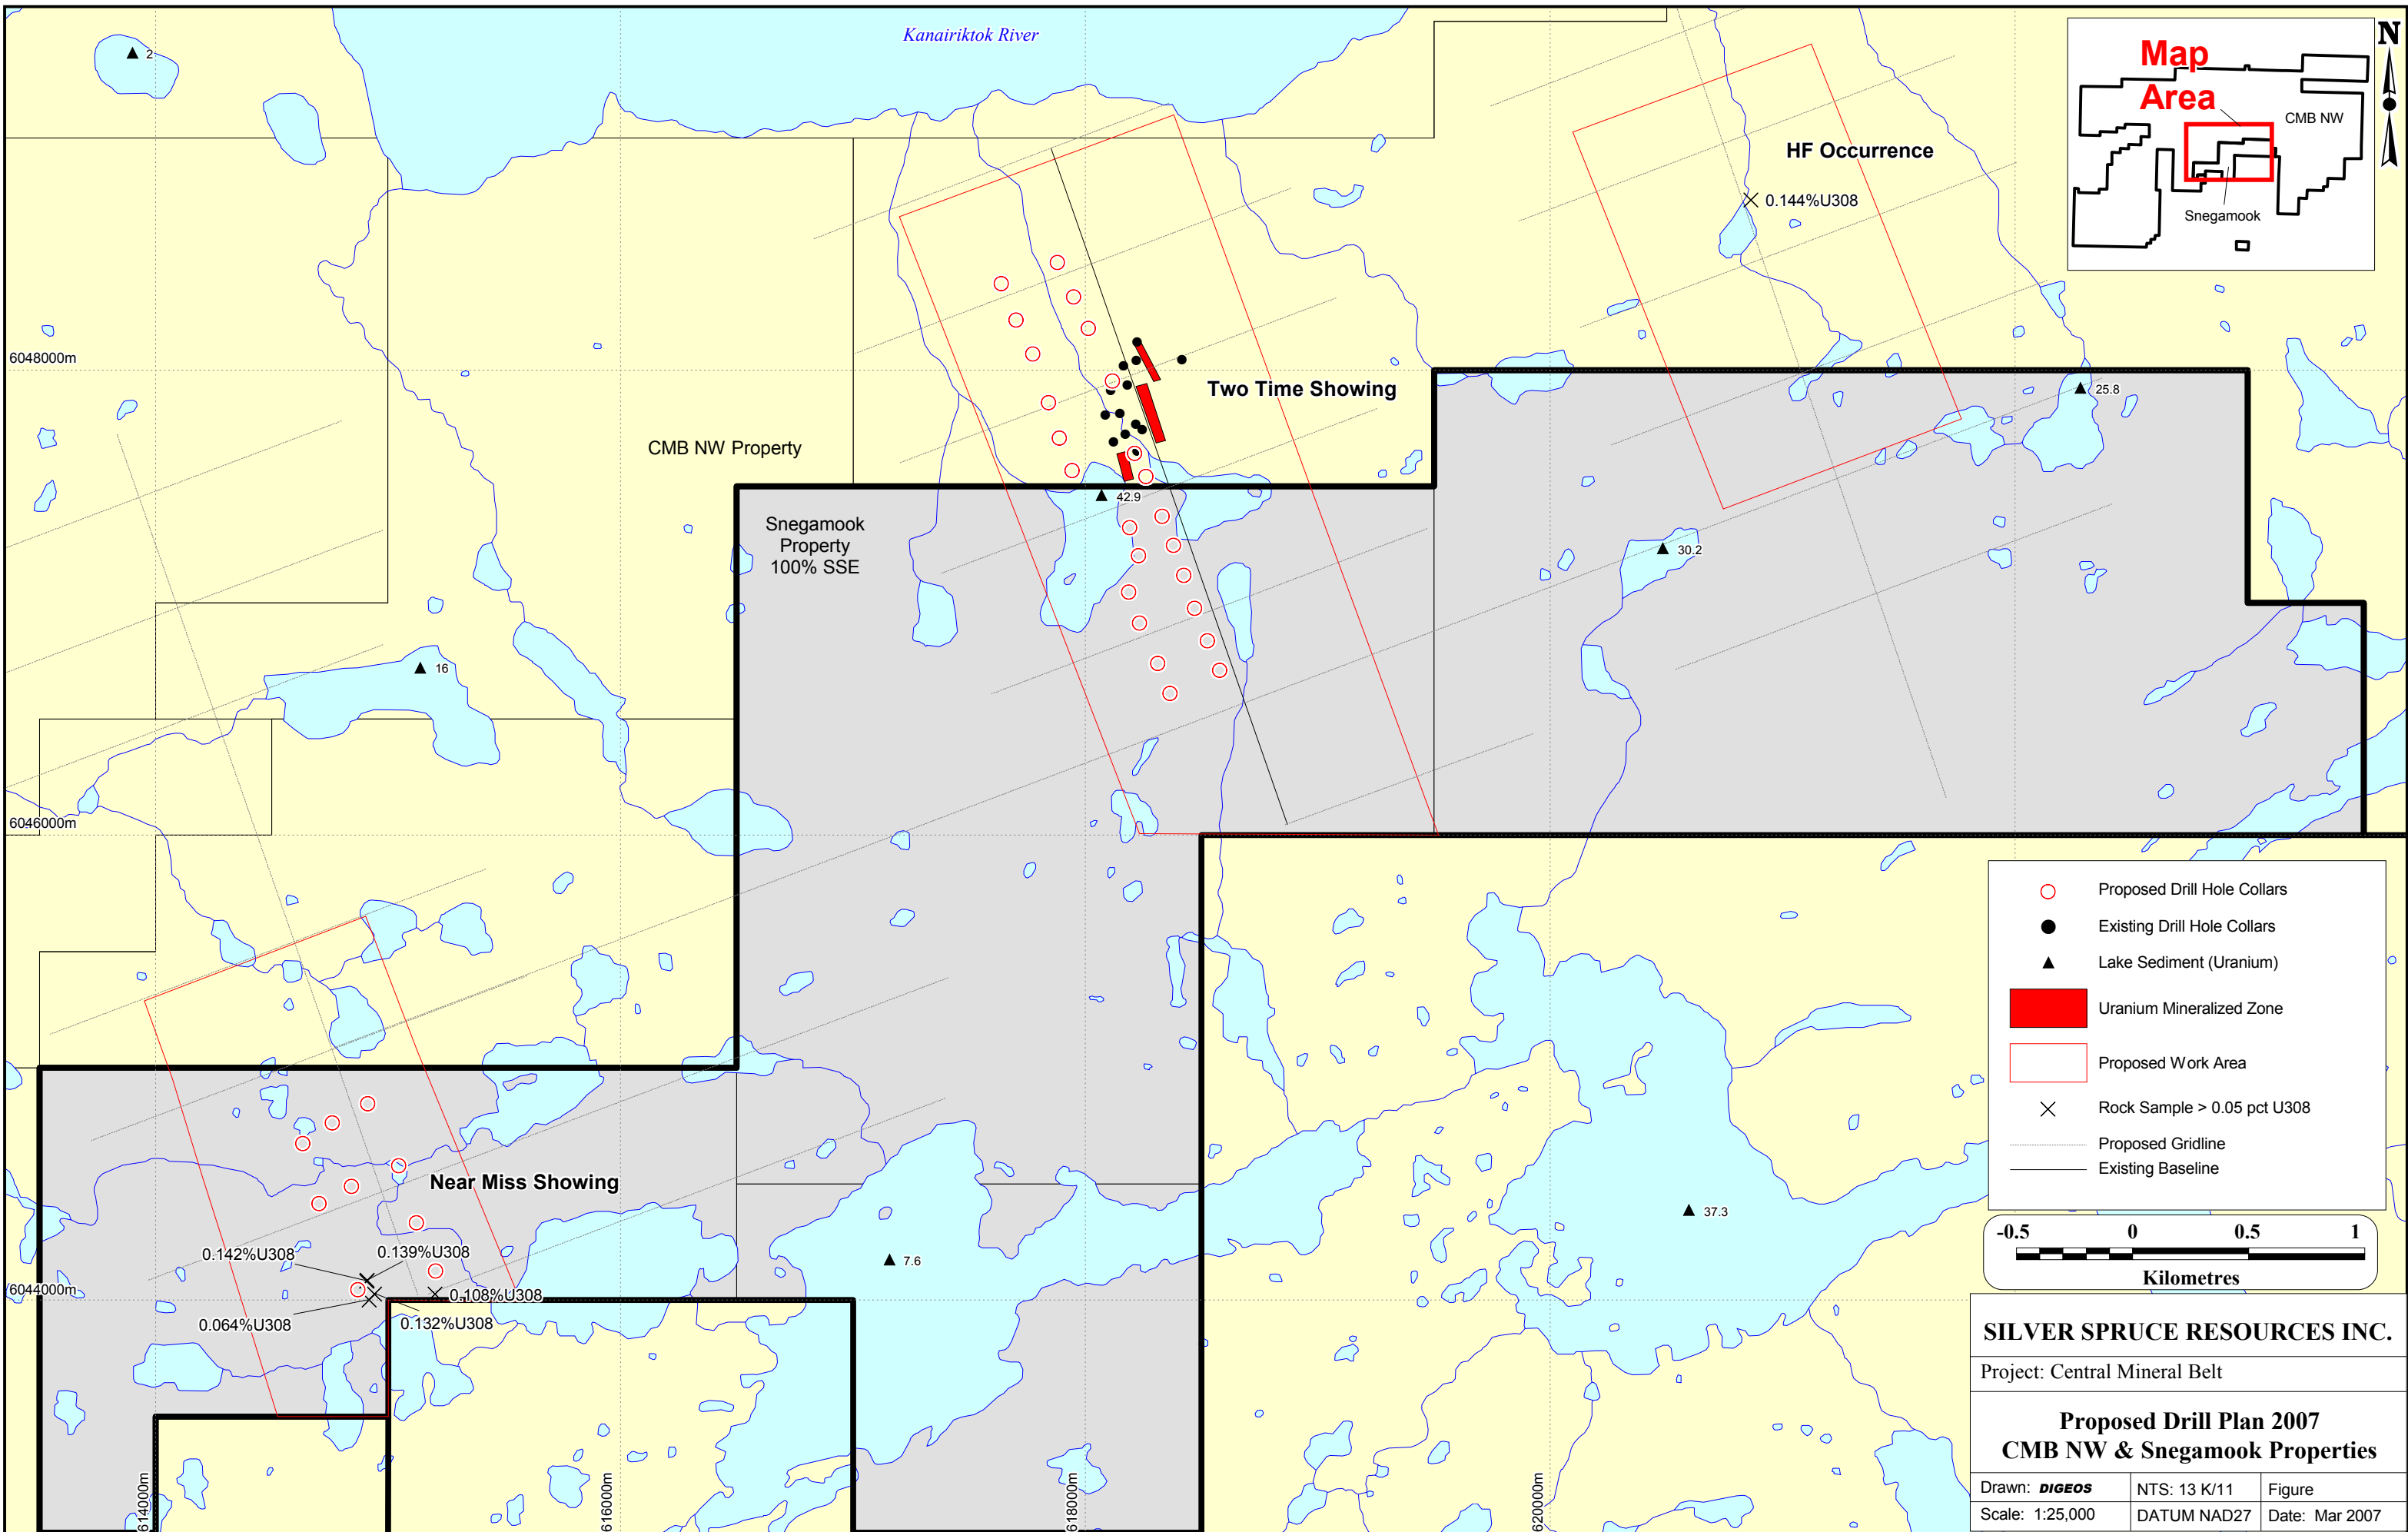 Kanairiktok River
2
Map
Area
N
CMB NW
Snegamook
HF Occurrence
0.144%U308
6048000m
Two Time Showing
25.8
CMB NW Property
42.9
Snegamook
Property
100% SSE
30.2
16
6046000m
Proposed Drill Hole Collars
Existing Drill Hole Collars
Lake Sediment (Uranium)
Uranium Mineralized Zone
Proposed Work Area
Rock Sample > 0.05 pct U308
Proposed Gridline
Existing Baseline
Near Miss Showing
37.3
-0.5 0 0.5 1
Kilometres
0.142%U308
0.139%U308
7.6
6044000m
0.108%U308
0.064%U308
0.132%U308
SILVER SPRUCE RESOURCES INC.
Project: Central Mineral Belt
Proposed Drill Plan 2007
CMB NW & Snegamook Properties
Drawn: DIGEOS NTS: 13 K/11 Figure
Scale: 1:25,000 DATUM NAD27 Date: Mar 2007
614000m
616000m
618000m
620000m